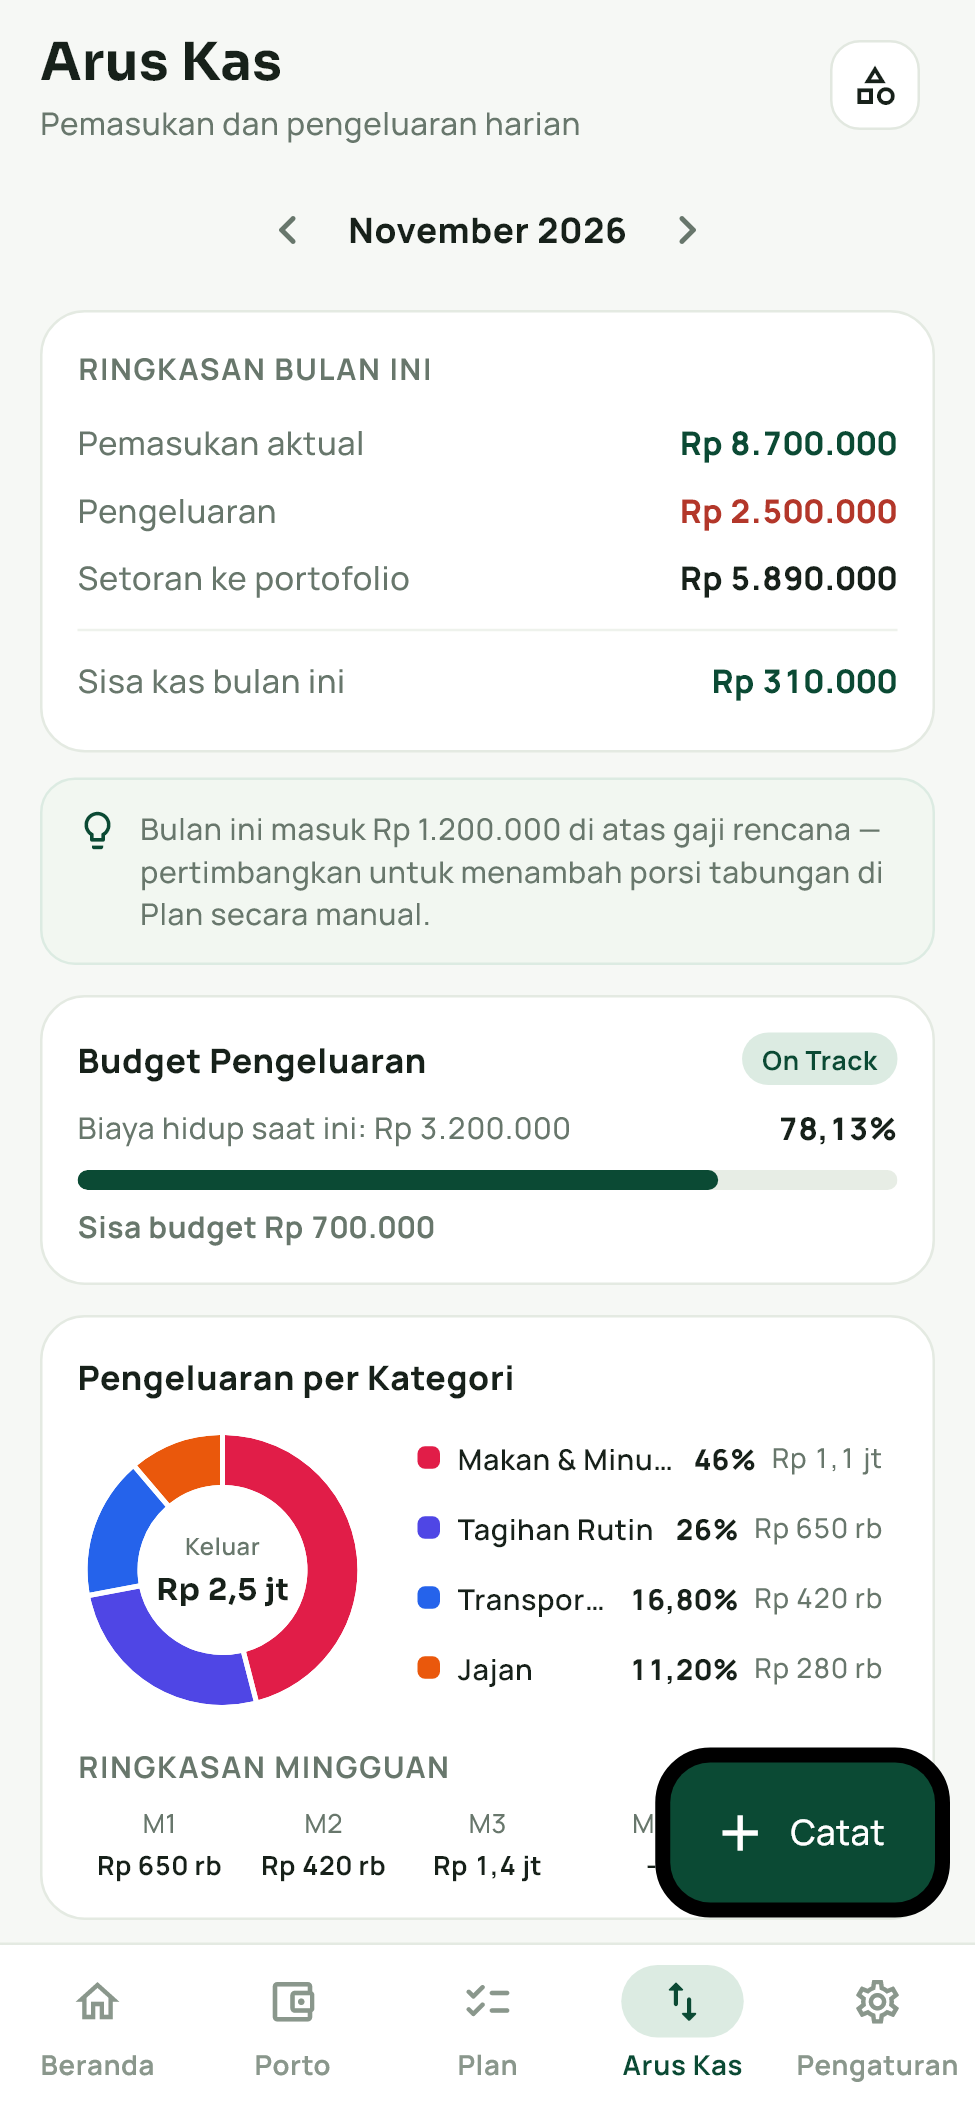 Arus Kas
Pemasukan dan pengeluaran harian
November 2026
RINGKASAN BULAN INI
Pemasukan aktual Rp 8.700.000
Pengeluaran Rp 2.500.000
Setoran ke portofolio Rp 5.890.000
Sisa kas bulan ini Rp 310.000
Bulan ini masuk Rp 1.200.000 di atas gaji rencana —
pertimbangkan untuk menambah porsi tabungan di
Plan secara manual.
Budget Pengeluaran On Track
Biaya hidup saat ini: Rp 3.200.000 78,13%
Sisa budget Rp 700.000
Pengeluaran per Kategori
Keluar
Rp 2,5 jt
Makan & Minu... 46% Rp 1,1 jt
Tagihan Rutin 26% Rp 650 rb
Transpor... 16,80% Rp 420 rb
Jajan 11,20% Rp 280 rb
RINGKASAN MINGGUAN
M1 M2 M3
Rp 650 rb Rp 420 rb Rp 1,4 jt
+ Catat
Beranda Porto Plan Arus Kas Pengaturan